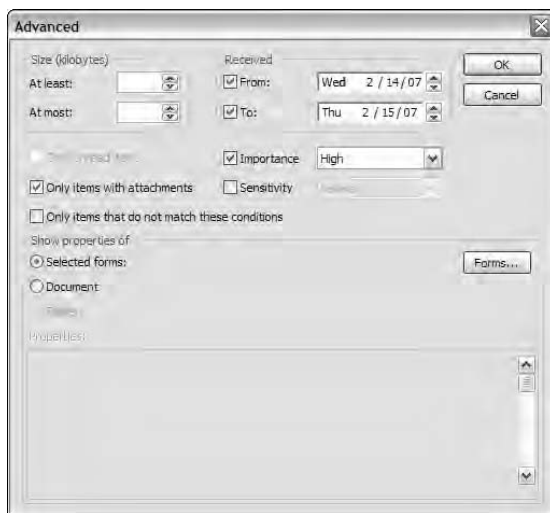 Advanced
Size (kilobytes)
Received
OK
At least:
From:
Wed 2 / 14 / 07
Cancel
At most:
To:
Thu 2 / 15 / 07
Importance
High
Only items with attachments
Sensitivity
Only items that do not match these conditions
Show properties of
Selected forms:
Forms...
Document
Properties: